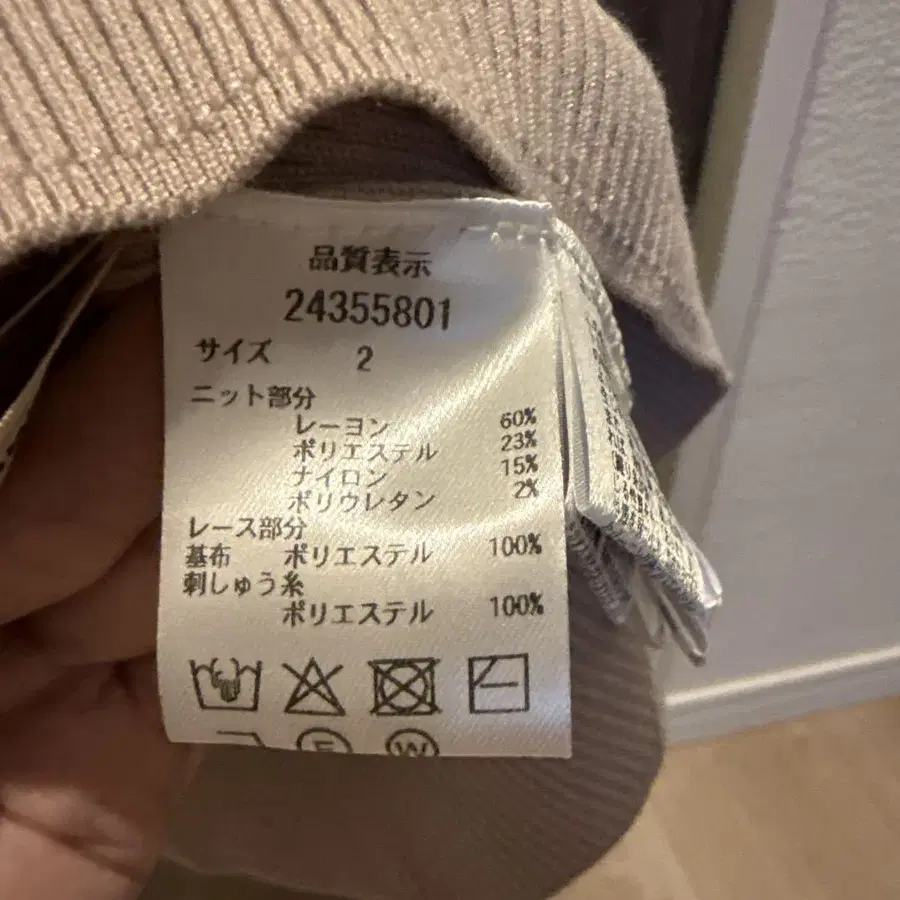 品質表示
24355801
サイズ 2
ニット部分
レーヨン 60%
ポリエステル 23%
ナイロン 15%
ポリウレタン 2%
レース部分
基布 ポリエステル 100%
刺しゅう糸
ポリエステル 100%
F W